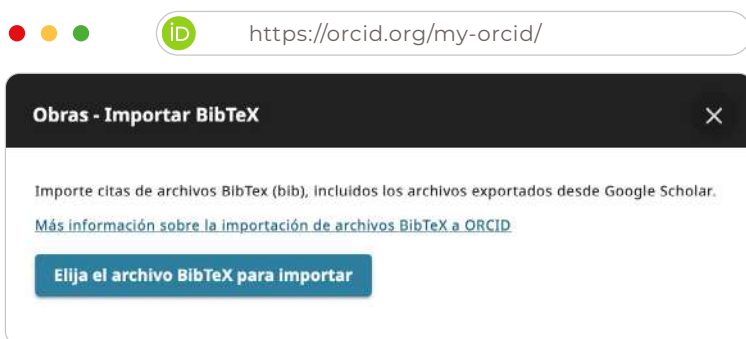 iD https://orcid.org/my-orcid/
Obras - Importar BibTeX
Importe citas de archivos BibTex (bib), incluidos los archivos exportados desde Google Scholar.
Más información sobre la importación de archivos BibTeX a ORCID
Elija el archivo BibTeX para importar